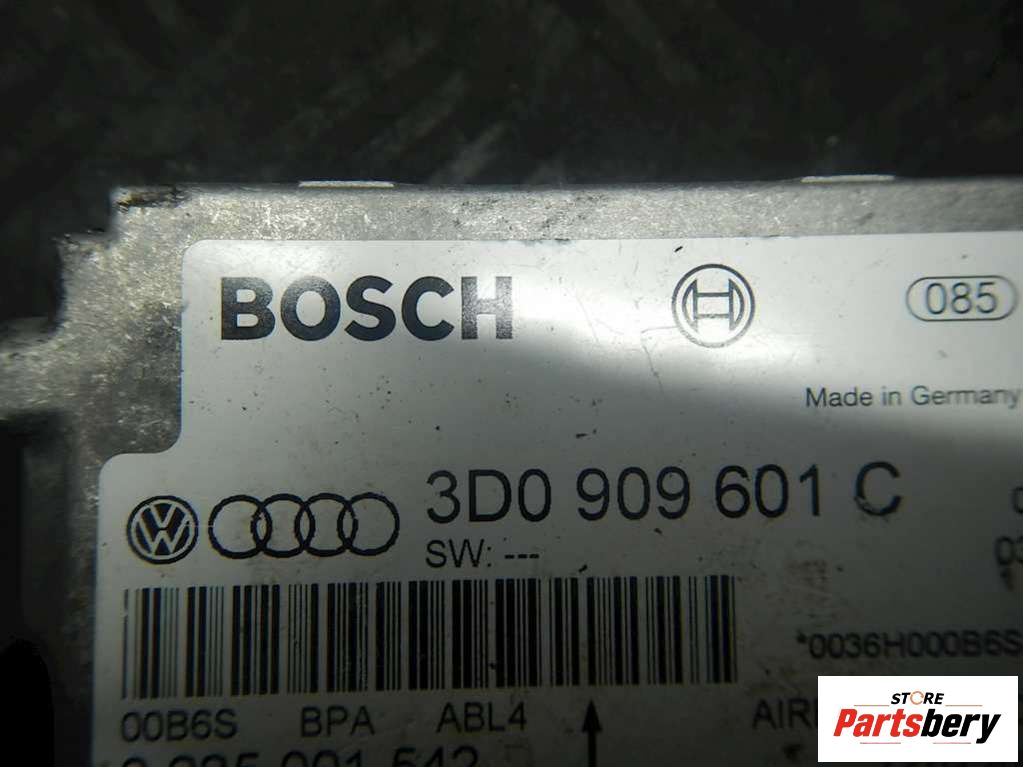 BOSCH
085
Made in Germany
3D0 909 601 C
SW: ---
*0036H000B6S
00B6S BPA ABL4
STORE
Partsbery